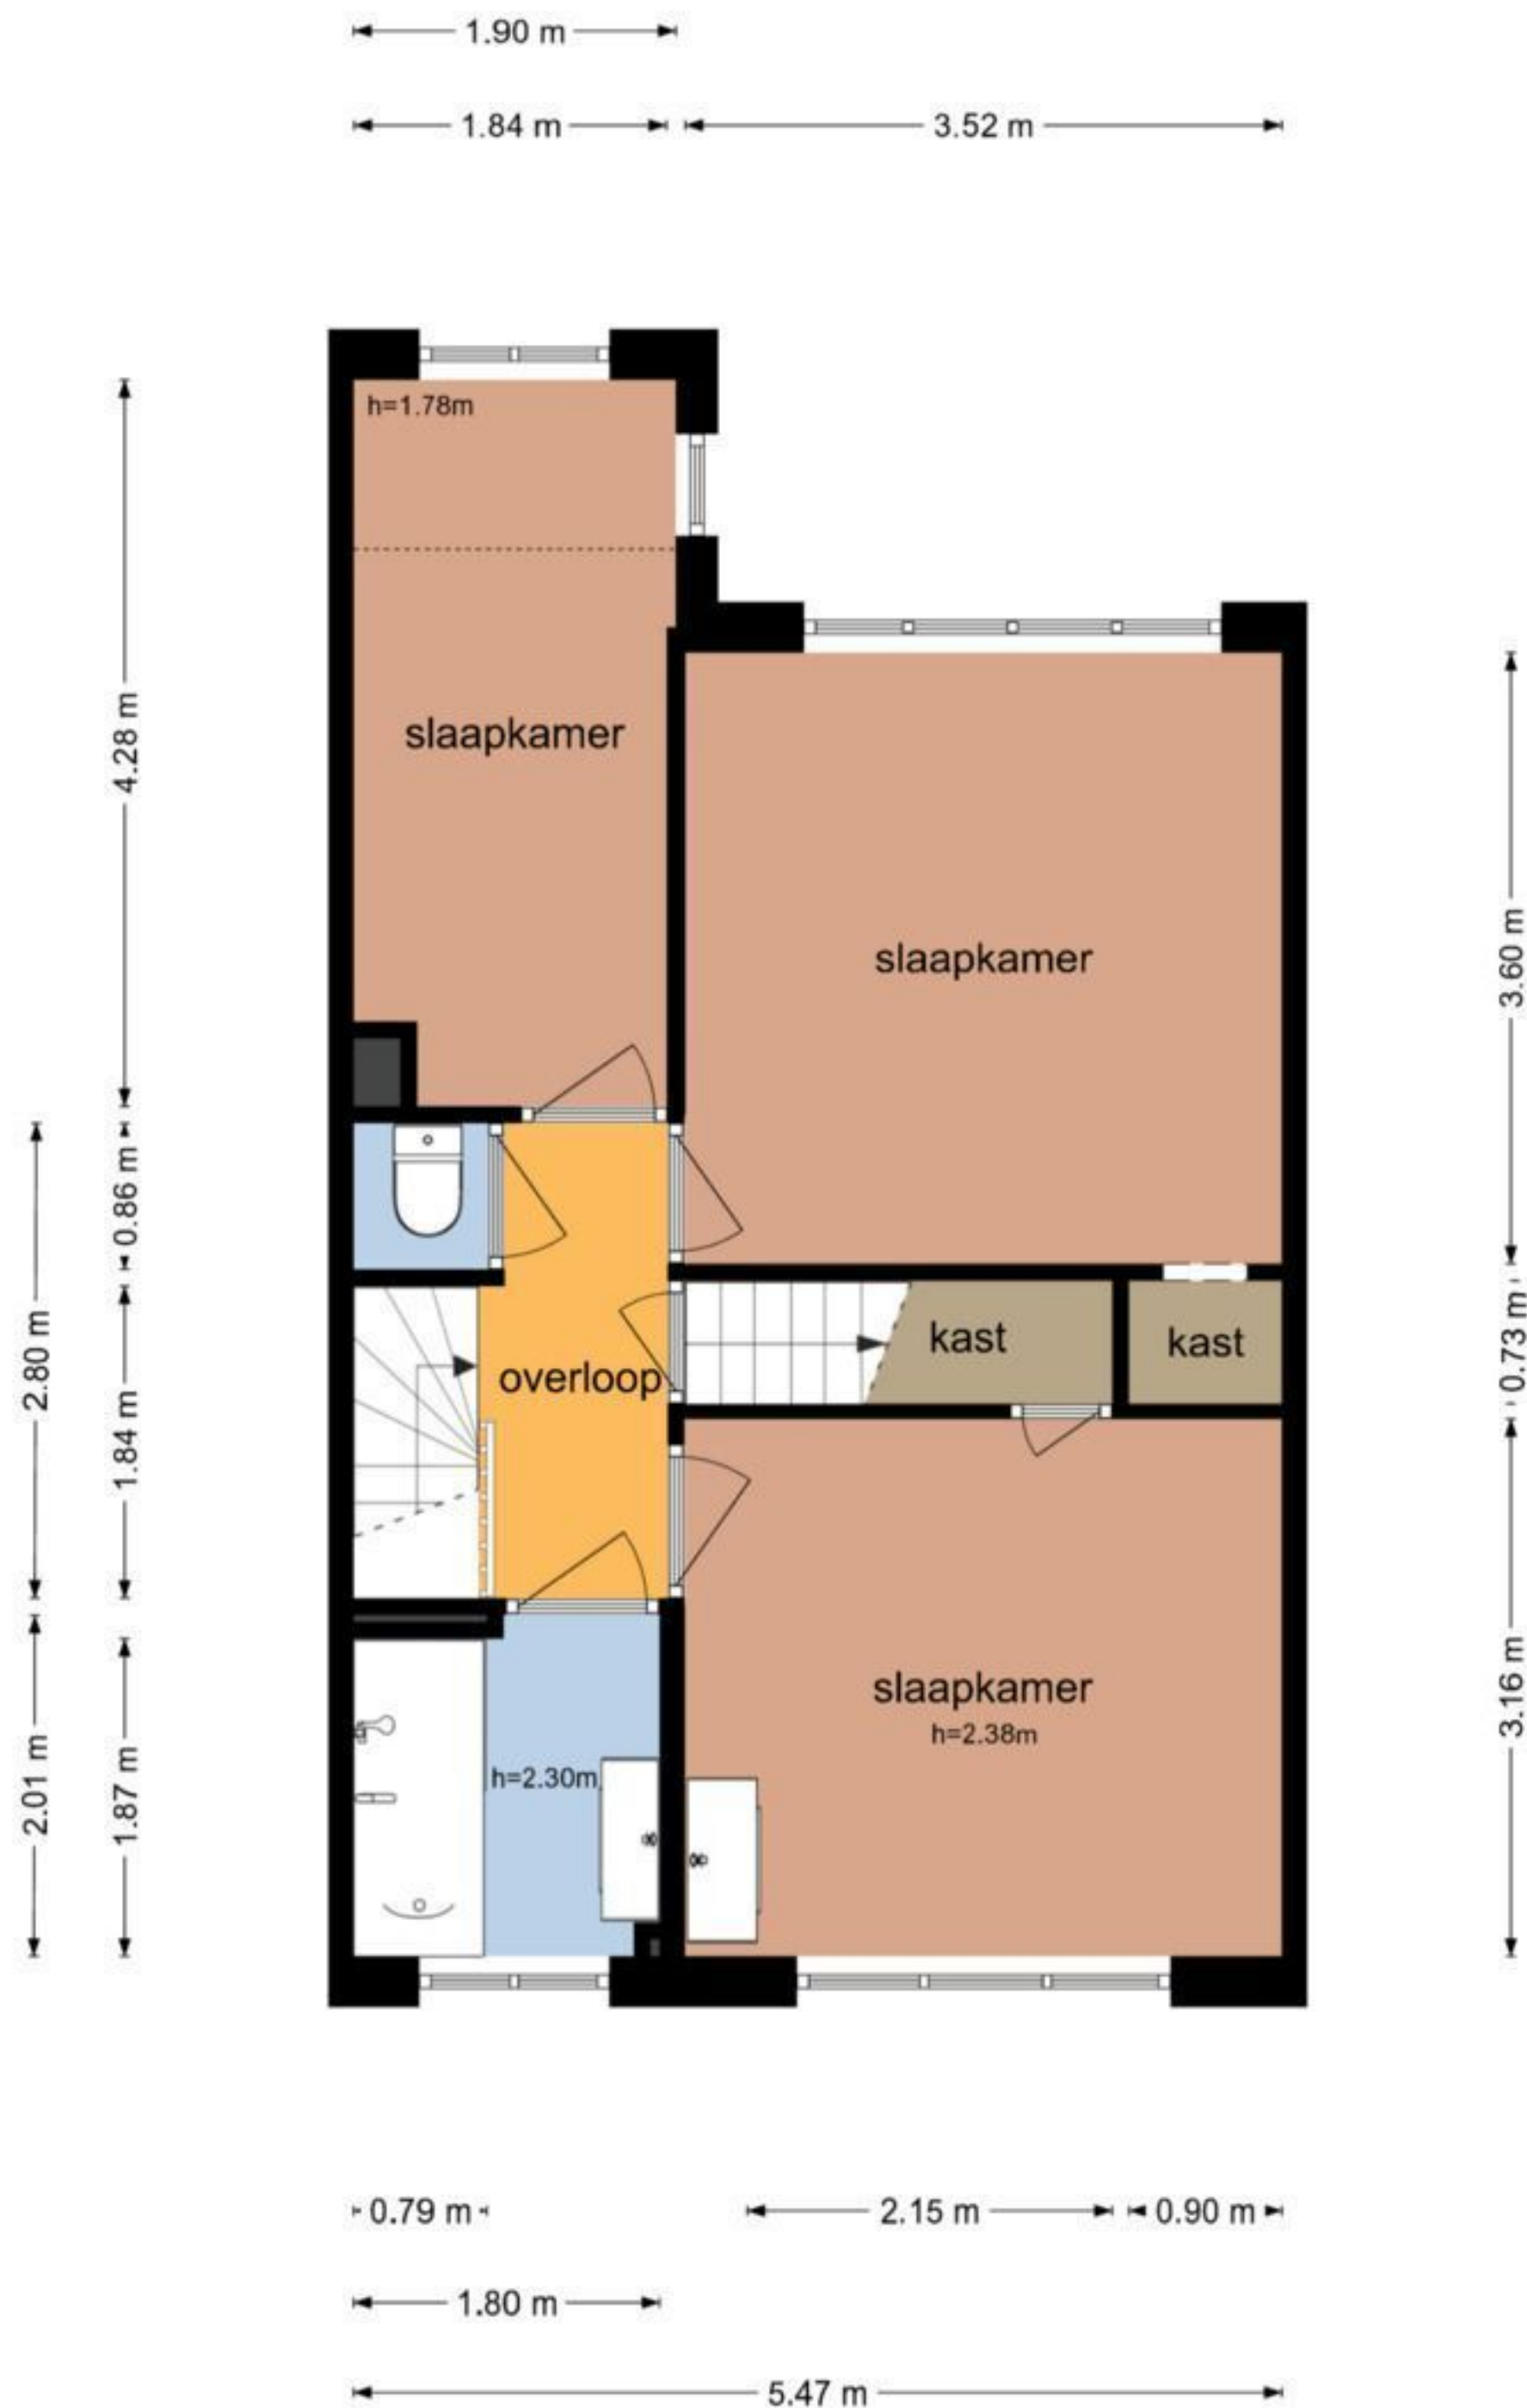 1.90 m
1.84 m
3.52 m
h=1.78m
4.28 m
slaapkamer
slaapkamer
3.60 m
0.86 m
2.80 m
1.84 m
overloop
kast
kast
0.73 m
slaapkamer
h=2.38m
3.16 m
h=2.30m
2.01 m
1.87 m
0.79 m
2.15 m
0.90 m
1.80 m
5.47 m